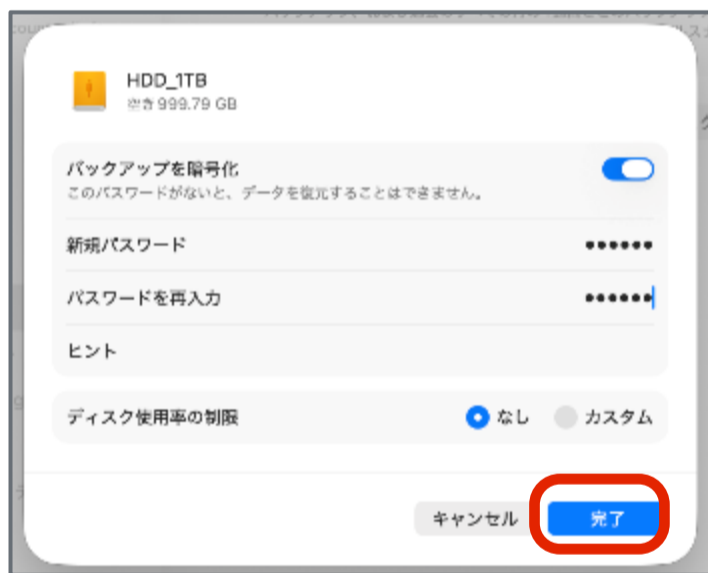 HDD_1TB
空き 999.79 GB
バックアップを暗号化
このパスワードがないと、データを復元することはできません。
新規パスワード
••••••
パスワードを再入力
••••••
ヒント
ディスク使用率の制限
なし カスタム
キャンセル 完了